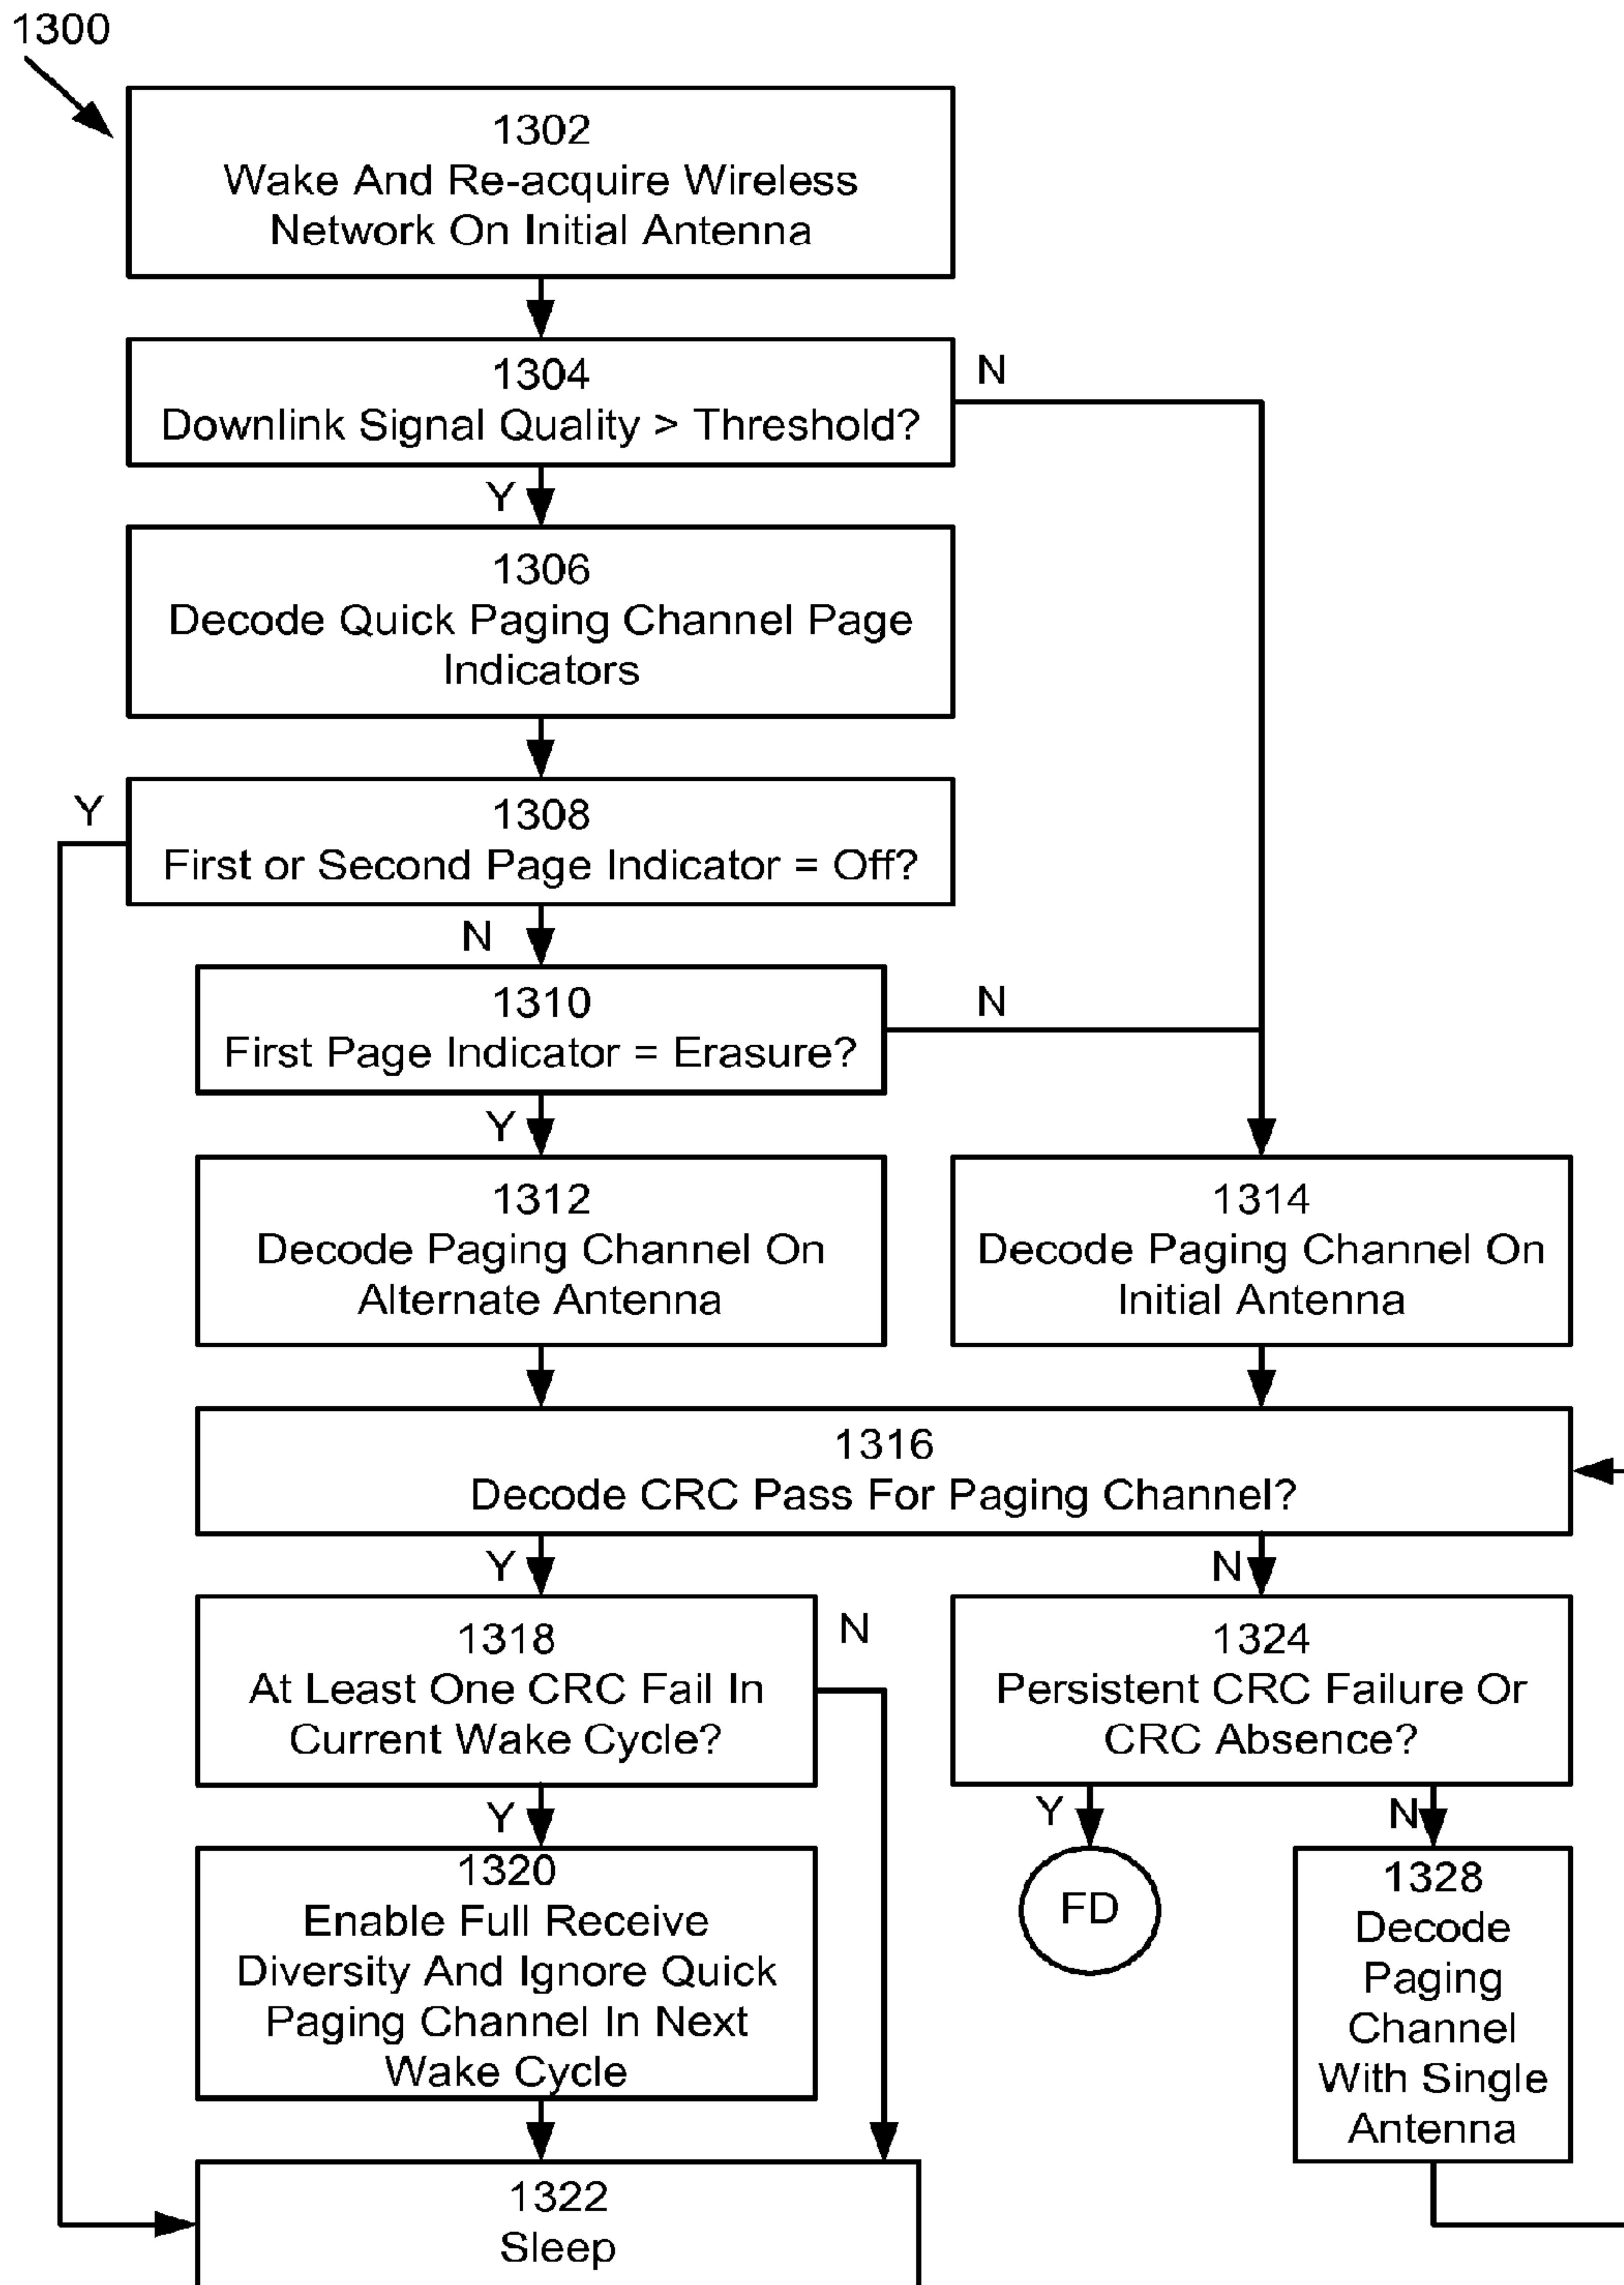 1300
1302
Wake And Re-acquire Wireless
Network On Initial Antenna
1304
Downlink Signal Quality > Threshold?
N
Y
1306
Decode Quick Paging Channel Page
Indicators
Y
1308
First or Second Page Indicator = Off?
N
1310
First Page Indicator = Erasure?
N
Y
1312
Decode Paging Channel On
Alternate Antenna
1314
Decode Paging Channel On
Initial Antenna
1316
Decode CRC Pass For Paging Channel?
Y
N
1318
At Least One CRC Fail In
Current Wake Cycle?
N
1324
Persistent CRC Failure Or
CRC Absence?
Y
Y
N
1320
Enable Full Receive
Diversity And Ignore Quick
Paging Channel In Next
Wake Cycle
FD
1328
Decode
Paging
Channel
With Single
Antenna
1322
Sleep